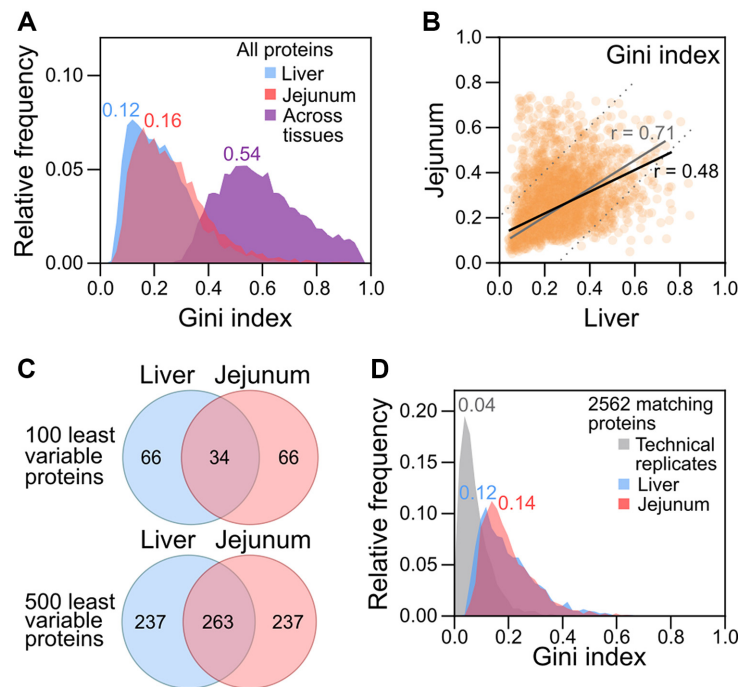 A
All proteins
Liver
Jejunum
Across
tissues
0.12
0.16
0.54
Relative frequency
0.10
0.05
0.00
0.0 0.2 0.4 0.6 0.8 1.0
Gini index
B
Gini index
r = 0.71
r = 0.48
Jejunum
1.0
0.8
0.6
0.4
0.2
0.0
0.0 0.2 0.4 0.6 0.8 1.0
Liver
C
Liver Jejunum
100 least
variable
proteins
66 34 66
Liver Jejunum
500 least
variable
proteins
237 263 237
D
2562 matching
proteins
Technical
replicates
Liver
Jejunum
0.04
0.12
0.14
Relative frequency
0.20
0.15
0.10
0.05
0.00
0.0 0.2 0.4 0.6 0.8 1.0
Gini index